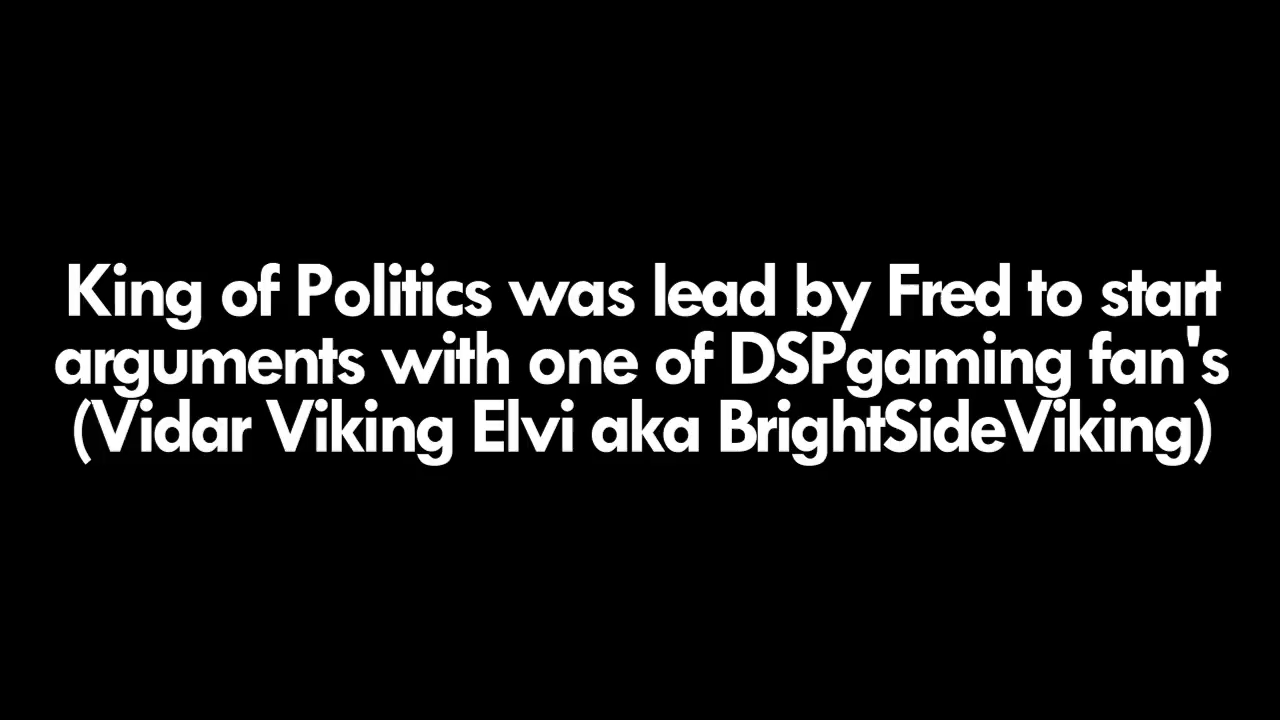 King of Politics was lead by Fred to start
arguments with one of DSPgaming fan's
(Vidar Viking Elvi aka BrightSideViking)